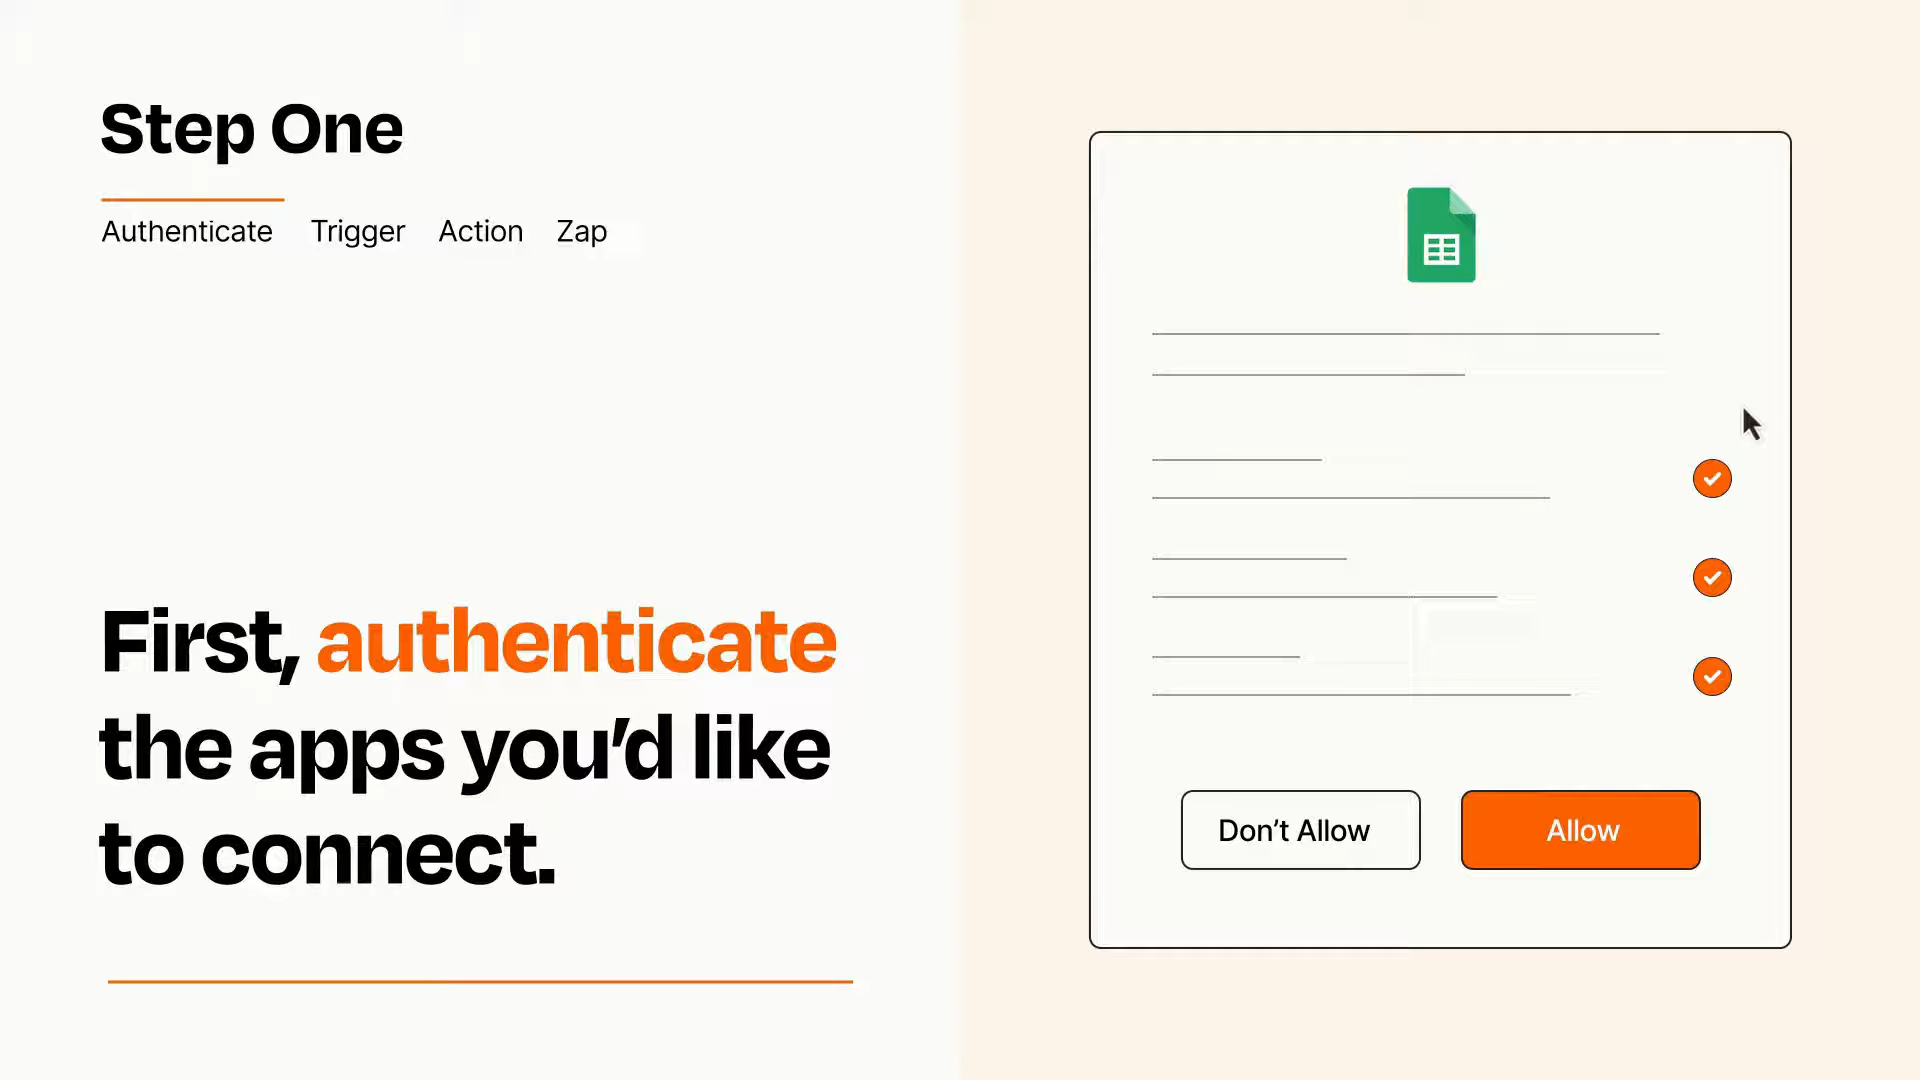 Step One
Authenticate Trigger Action Zap
First, authenticate
the apps you’d like
to connect.
Don’t Allow
Allow